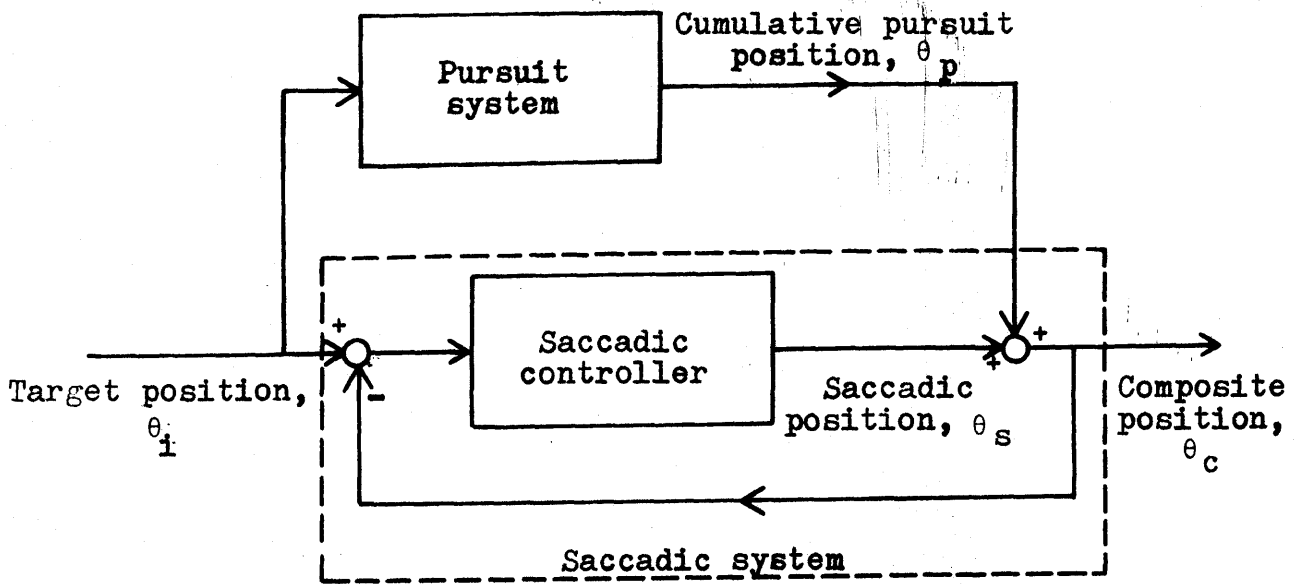 Cumulative pursuit
position, θp
Pursuit
system
+
Saccadic
controller
+
+
-
Target position,
θi
Saccadic
position, θs
Composite
position,
θc
Saccadic system